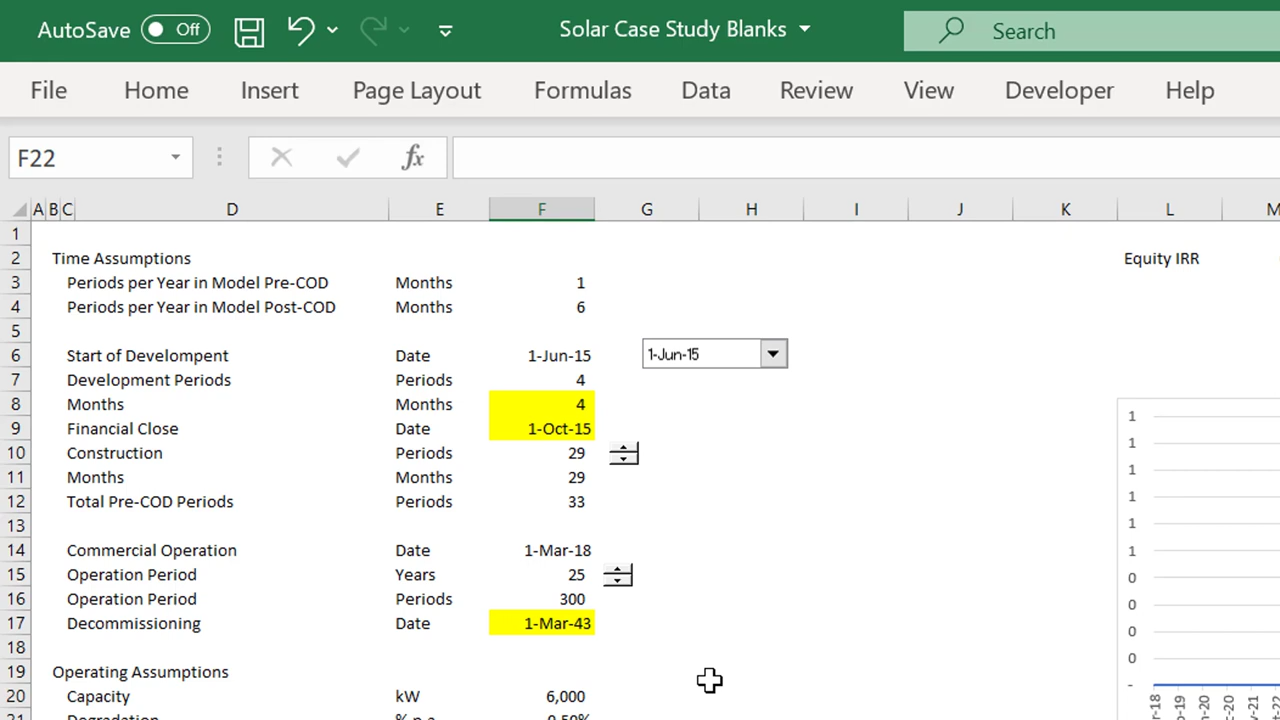 AutoSave Off Solar Case Study Blanks Search
File Home Insert Page Layout Formulas Data Review View Developer Help
F22 fx
A B C D E F G H I J K L M
1
2 Time Assumptions Equity IRR
3 Periods per Year in Model Pre-COD Months 1
4 Periods per Year in Model Post-COD Months 6
5
6 Start of Develompent Date 1-Jun-15 1-Jun-15
7 Development Periods Periods 4
8 Months Months 4
9 Financial Close Date 1-Oct-15
10 Construction Periods 29
11 Months Months 29
12 Total Pre-COD Periods Periods 33
13
14 Commercial Operation Date 1-Mar-18
15 Operation Period Years 25
16 Operation Period Periods 300
17 Decommissioning Date 1-Mar-43
18
19 Operating Assumptions
20 Capacity kW 6,000
21 Degradation % p.a 0.50%
1
1
1
1
1
1
0
0
0
0
-